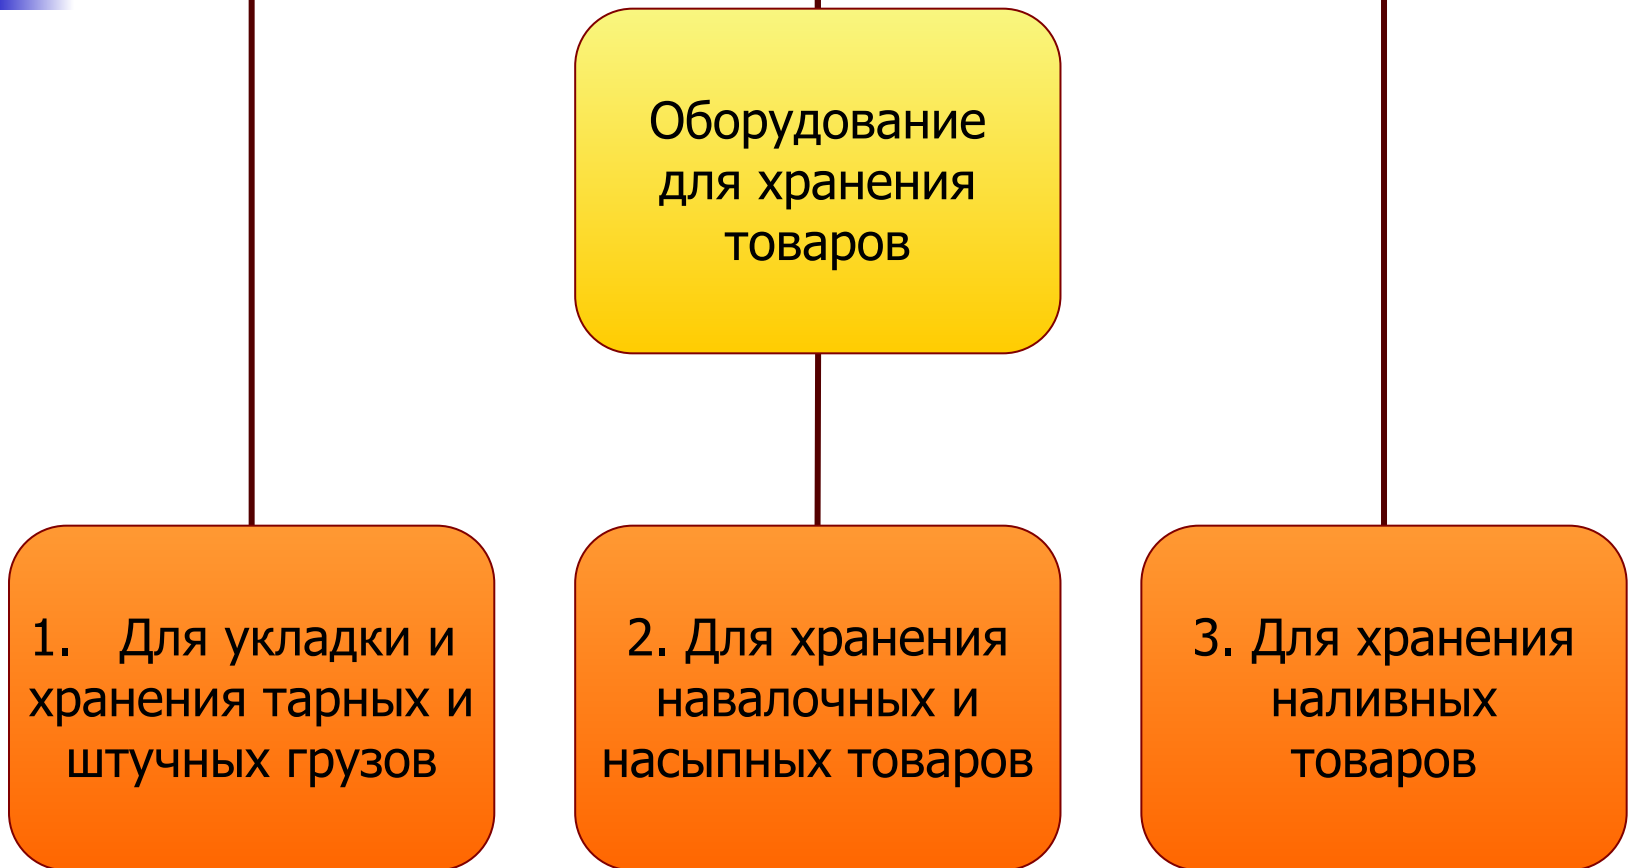 Оборудование
для хранения
товаров
1. Для укладки и
хранения тарных и
штучных грузов
2. Для хранения
навалочных и
насыпных товаров
3. Для хранения
наливных
товаров